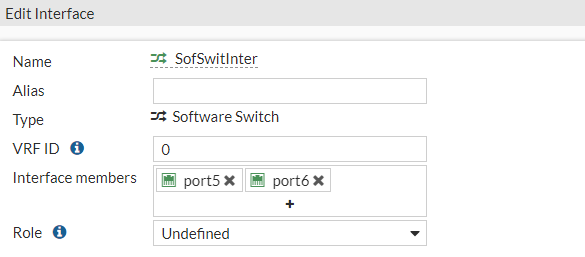 Edit Interface
Name SofSwitInter
Alias
Type Software Switch
VRF ID 0
Interface members port5 port6
+
Role Undefined